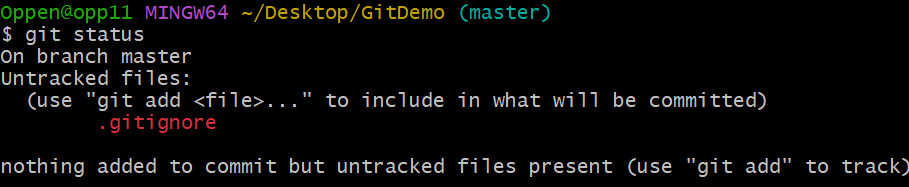 Oppen@opp11 MINGW64 ~/Desktop/GitDemo (master)
$ git status
On branch master
Untracked files:
  (use "git add <file>..." to include in what will be committed)
        .gitignore

nothing added to commit but untracked files present (use "git add" to track)